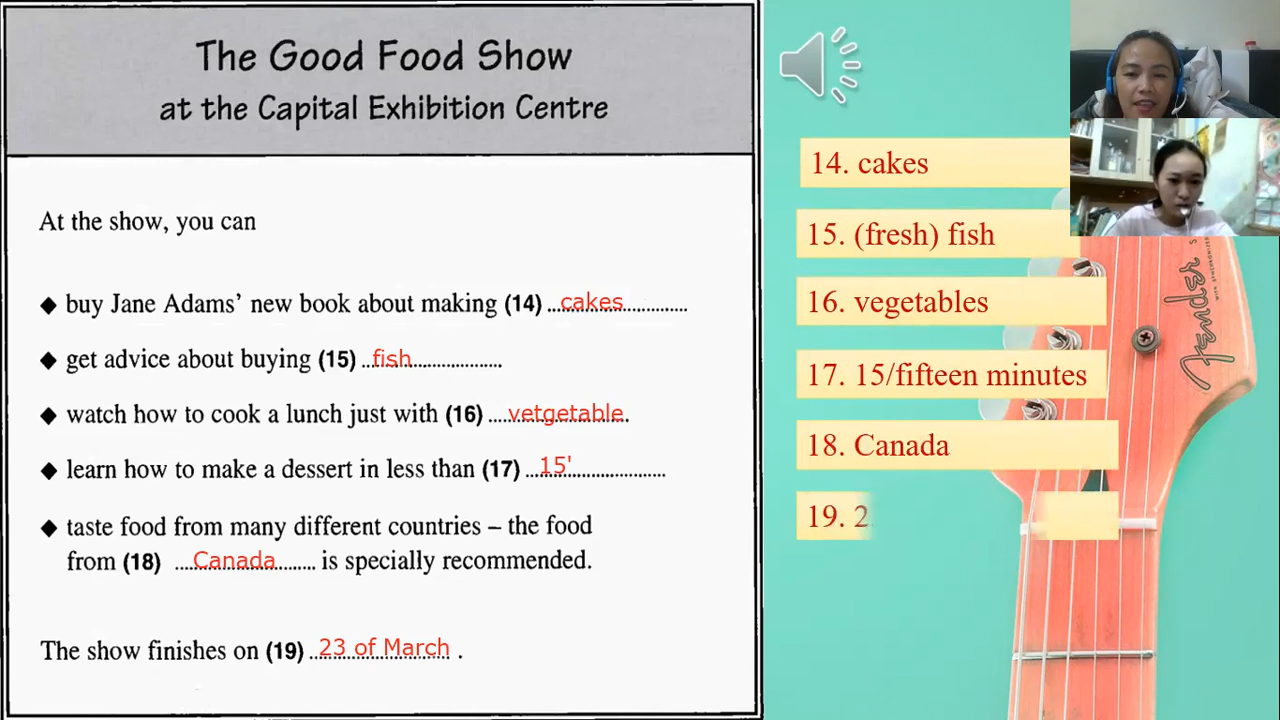 The Good Food Show
at the Capital Exhibition Centre
At the show, you can
◆ buy Jane Adams’ new book about making (14) ...cakes...............
◆ get advice about buying (15) ..fish....................
◆ watch how to cook a lunch just with (16) ....vetgetable.
◆ learn how to make a dessert in less than (17) ...15'......................
◆ taste food from many different countries – the food
from (18) ...Canada....... is specially recommended.
The show finishes on (19) ..23 of March .
14. cakes
15. (fresh) fish
16. vegetables
17. 15/fifteen minutes
18. Canada
19. 2
Fender